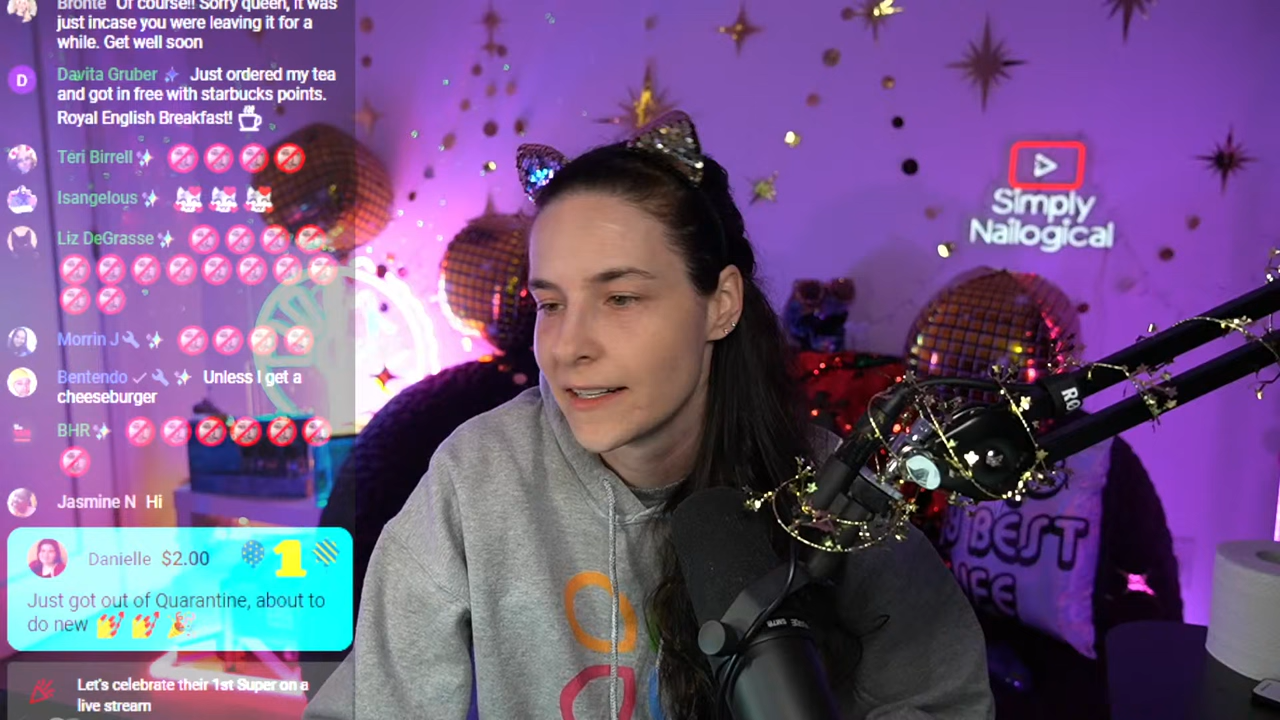 Bronte Of course!! Sorry queen, it was
just incase you were leaving it for a
while. Get well soon
D
Davita Gruber Just ordered my tea
and got in free with starbucks points.
Royal English Breakfast!
Teri Birrell
Isangelous
Liz DeGrasse
Morrin J
Bentendo Unless I get a
cheeseburger
BHR
Jasmine N Hi
Danielle $2.00 1
Just got out of Quarantine, about to
do new
Let's celebrate their 1st Super on a
live stream
Simply
Nailogical
BEST